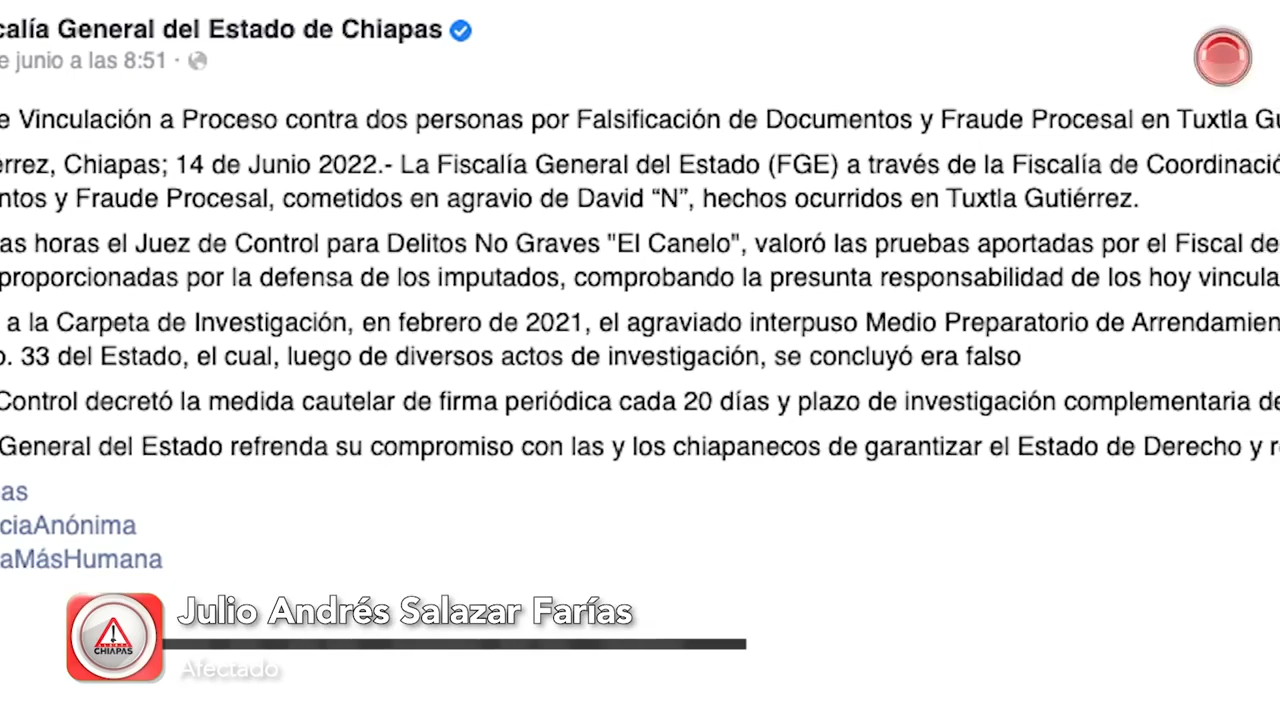 calía General del Estado de Chiapas
e junio a las 8:51 ·
e Vinculación a Proceso contra dos personas por Falsificación de Documentos y Fraude Procesal en Tuxtla Gu
errez, Chiapas; 14 de Junio 2022.- La Fiscalía General del Estado (FGE) a través de la Fiscalía de Coordinació
ntos y Fraude Procesal, cometidos en agravio de David “N”, hechos ocurridos en Tuxtla Gutiérrez.
as horas el Juez de Control para Delitos No Graves "El Canelo", valoró las pruebas aportadas por el Fiscal de
proporcionadas por la defensa de los imputados, comprobando la presunta responsabilidad de los hoy vincula
a la Carpeta de Investigación, en febrero de 2021, el agraviado interpuso Medio Preparatorio de Arrendamien
o. 33 del Estado, el cual, luego de diversos actos de investigación, se concluyó era falso
Control decretó la medida cautelar de firma periódica cada 20 días y plazo de investigación complementaria de
General del Estado refrenda su compromiso con las y los chiapanecos de garantizar el Estado de Derecho y re
as
ciaAnónima
aMásHumana
Julio Andrés Salazar Farías
ALERTA
CHIAPAS
Afectado